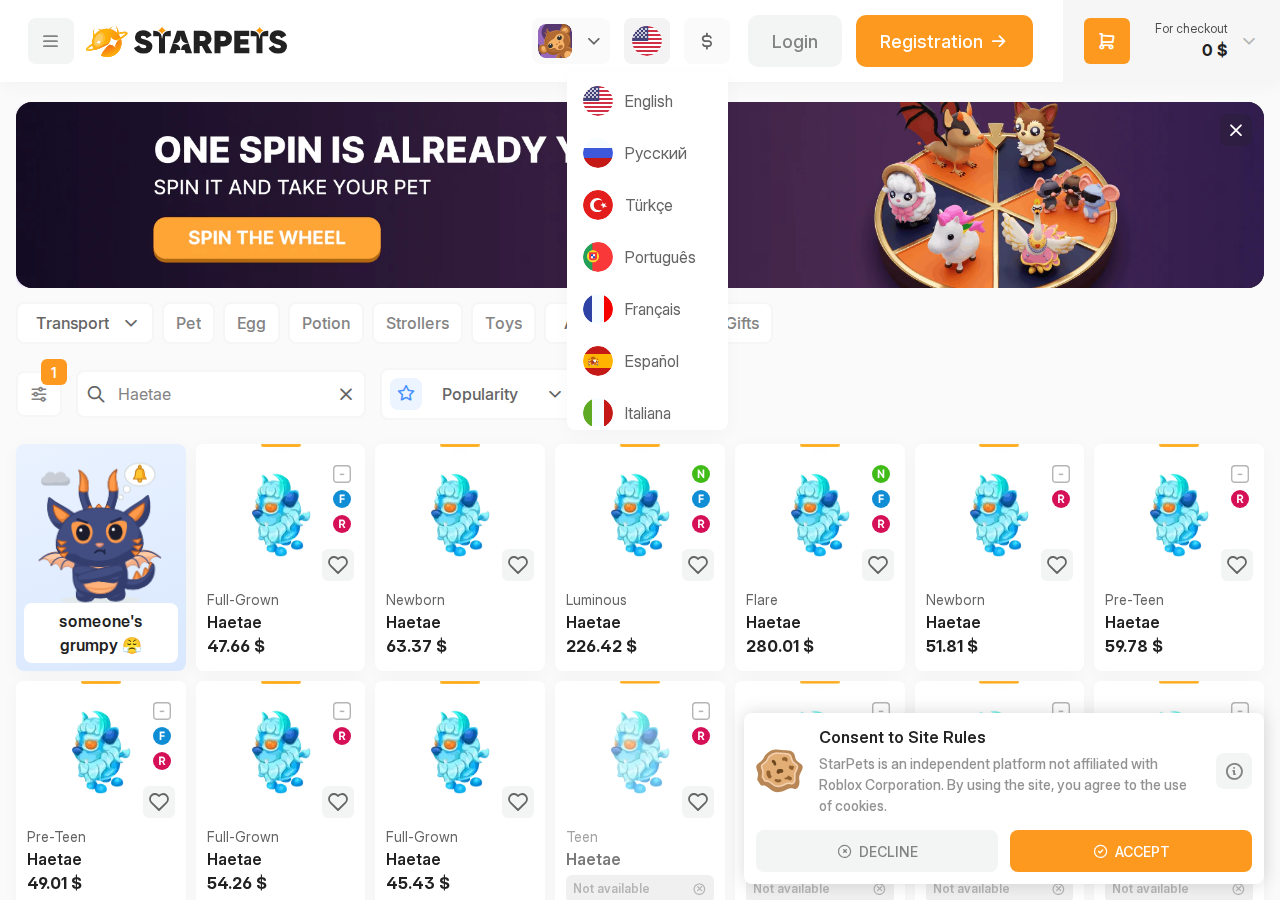 STARPETS
$
Login
Registration
For checkout
0 $
English
Русский
Türkçe
Português
Français
Español
Italiana
ONE SPIN IS ALREADY
SPIN IT AND TAKE YOUR PET
SPIN THE WHEEL
Transport
Pet
Egg
Potion
Strollers
Toys
Gifts
1
Haetae
Popularity
someone's
grumpy 😤
-
F
R
Full-Grown
Haetae
47.66 $
Newborn
Haetae
63.37 $
N
F
R
Luminous
Haetae
226.42 $
N
F
R
Flare
Haetae
280.01 $
-
R
Newborn
Haetae
51.81 $
-
R
Pre-Teen
Haetae
59.78 $
-
F
R
Pre-Teen
Haetae
49.01 $
-
R
Full-Grown
Haetae
54.26 $
Full-Grown
Haetae
45.43 $
-
R
Teen
Haetae
Not available
-
Not available
-
Not available
-
Not available
Consent to Site Rules
StarPets is an independent platform not affiliated with
Roblox Corporation. By using the site, you agree to the use
of cookies.
DECLINE
ACCEPT